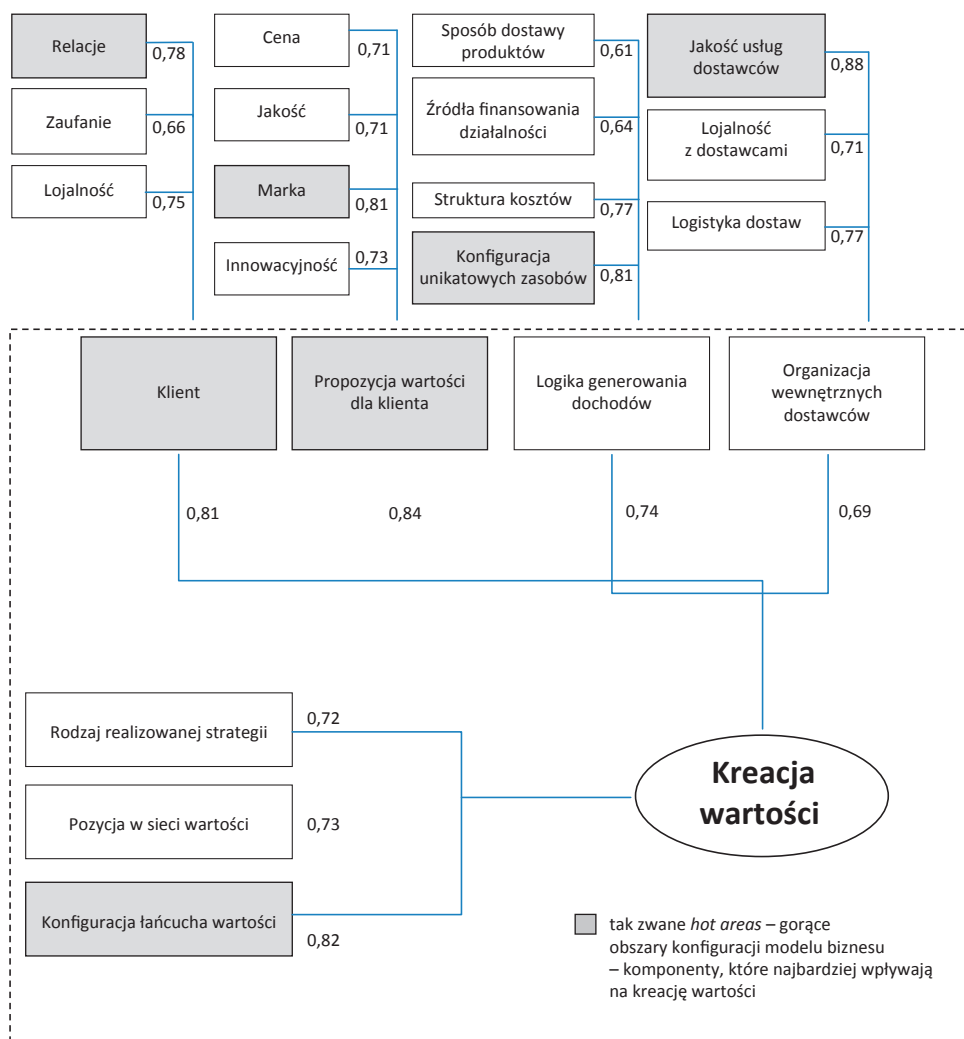 Relacje
0,78
Zaufanie
0,66
Lojalność
0,75
Cena
0,71
Jakość
0,71
Marka
0,81
Innowacyjność
0,73
Sposób dostawy
produktów
0,61
Źródła finansowania
działalności
0,64
Struktura kosztów
0,77
Konfiguracja
unikatowych zasobów
0,81
Jakość usług
dostawców
0,88
Lojalność
z dostawcami
0,71
Logistyka dostaw
0,77
Klient
Propozycja wartości
dla klienta
Logika generowania
dochodów
Organizacja
wewnętrznych
dostawców
0,81
0,84
0,74
0,69
Rodzaj realizowanej strategii
0,72
Pozycja w sieci wartości
0,73
Konfiguracja łańcucha wartości
0,82
Kreacja
wartości
tak zwane hot areas – gorące
obszary konfiguracji modelu biznesu
– komponenty, które najbardziej wpływają
na kreację wartości